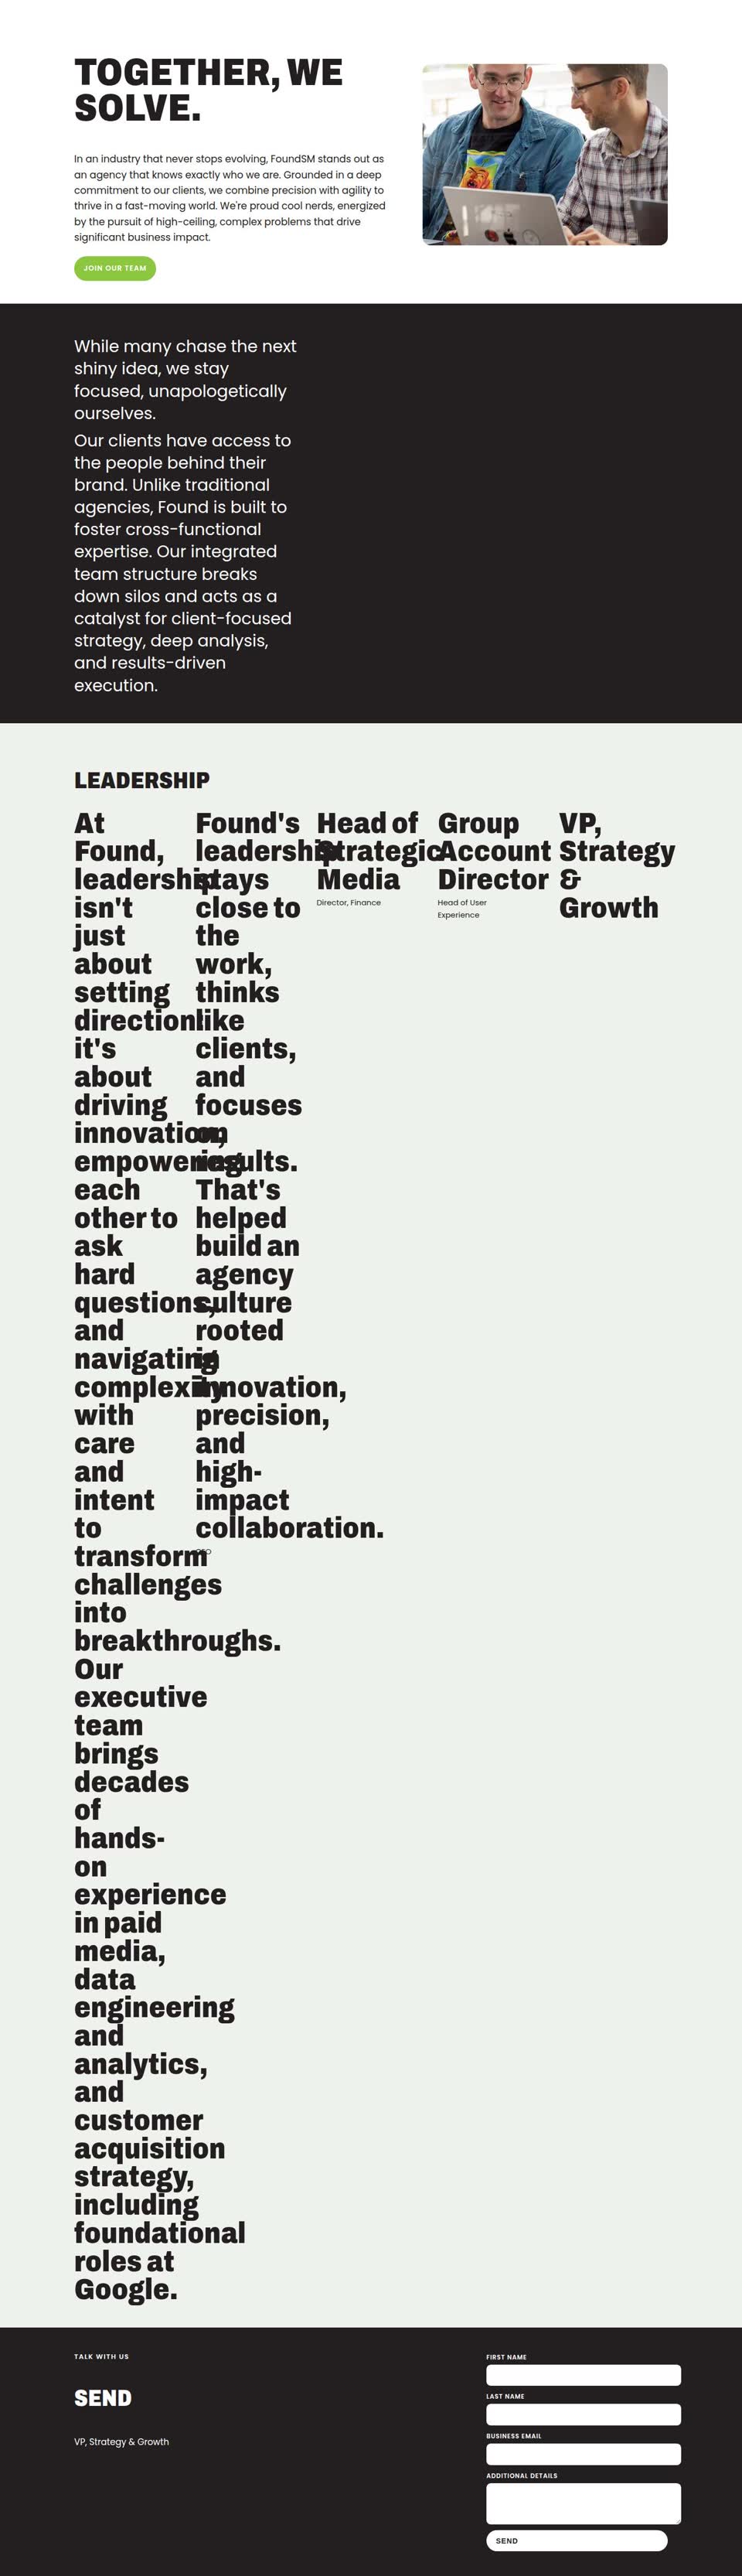 TOGETHER, WE
SOLVE.
In an industry that never stops evolving, FoundSM stands out as
an agency that knows exactly who we are. Grounded in a deep
commitment to our clients, we combine precision with agility to
thrive in a fast-moving world. We're proud cool nerds, energized
by the pursuit of high-ceiling, complex problems that drive
significant business impact.
JOIN OUR TEAM
While many chase the next
shiny idea, we stay
focused, unapologetically
ourselves.
Our clients have access to
the people behind their
brand. Unlike traditional
agencies, Found is built to
foster cross-functional
expertise. Our integrated
team structure breaks
down silos and acts as a
catalyst for client-focused
strategy, deep analysis,
and results-driven
execution.
LEADERSHIP
At
Found,
leadership
isn't
just
about
setting
direction:
it's
about
driving
innovation,
empowering
each
other to
ask
hard
questions,
and
navigating
complexity
with
care
and
intent
to
transform
challenges
into
breakthroughs.
Our
executive
team
brings
decades
of
hands-
on
experience
in paid
media,
data
engineering
and
analytics,
and
customer
acquisition
strategy,
including
foundational
roles at
Google.
Found's
leadership
stays
close to
the
work,
thinks
like
clients,
and
focuses
on
results.
That's
helped
build an
agency
culture
rooted
in
innovation,
precision,
and
high-
impact
collaboration.
Head of
Strategic
Media
Director, Finance
Group
Account
Director
Head of User
Experience
VP,
Strategy
&
Growth
TALK WITH US
SEND
VP, Strategy & Growth
FIRST NAME
LAST NAME
BUSINESS EMAIL
ADDITIONAL DETAILS
SEND